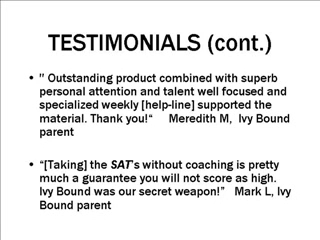 TESTIMONIALS (cont.)
• " Outstanding product combined with superb
personal attention and talent well focused and
specialized weekly [help-line] supported the
material. Thank you!“ Meredith M, Ivy Bound
parent
• “[Taking] the SAT’s without coaching is pretty
much a guarantee you will not score as high.
Ivy Bound was our secret weapon!” Mark L, Ivy
Bound parent